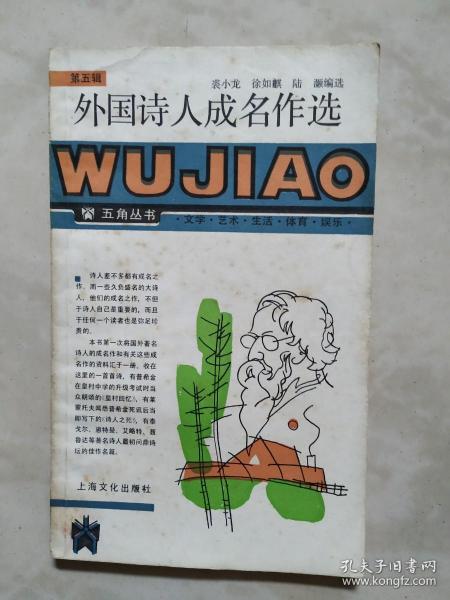 第五辑
裘小龙 徐如麒 陆 灏编选
外国诗人成名作选
WUJIAO
五角丛书
·文学·艺术·生活·体育·娱乐·
诗人差不多都有成名之
作。而一些久负盛名的大诗
人，他们的成名之作，不但
于诗人自己是重要的，而且
于任何一个读者也是弥足珍
贵的。
本书第一次将国外著名
诗人的成名作和有关这些成
名作的资料汇于一册。收在
这里的一首首诗，有普希金
在皇村中学的升级考试时当
众朗颂的《皇村回忆》，有莱
蒙托夫闻悉普希金死讯后当
即写下的《诗人之死》，有泰
戈尔、惠特曼、艾略特、聂
鲁达等著名诗人最初问鼎诗
坛的佳作名篇。
上海文化出版社
孔夫子旧书网
www.kongfz.com